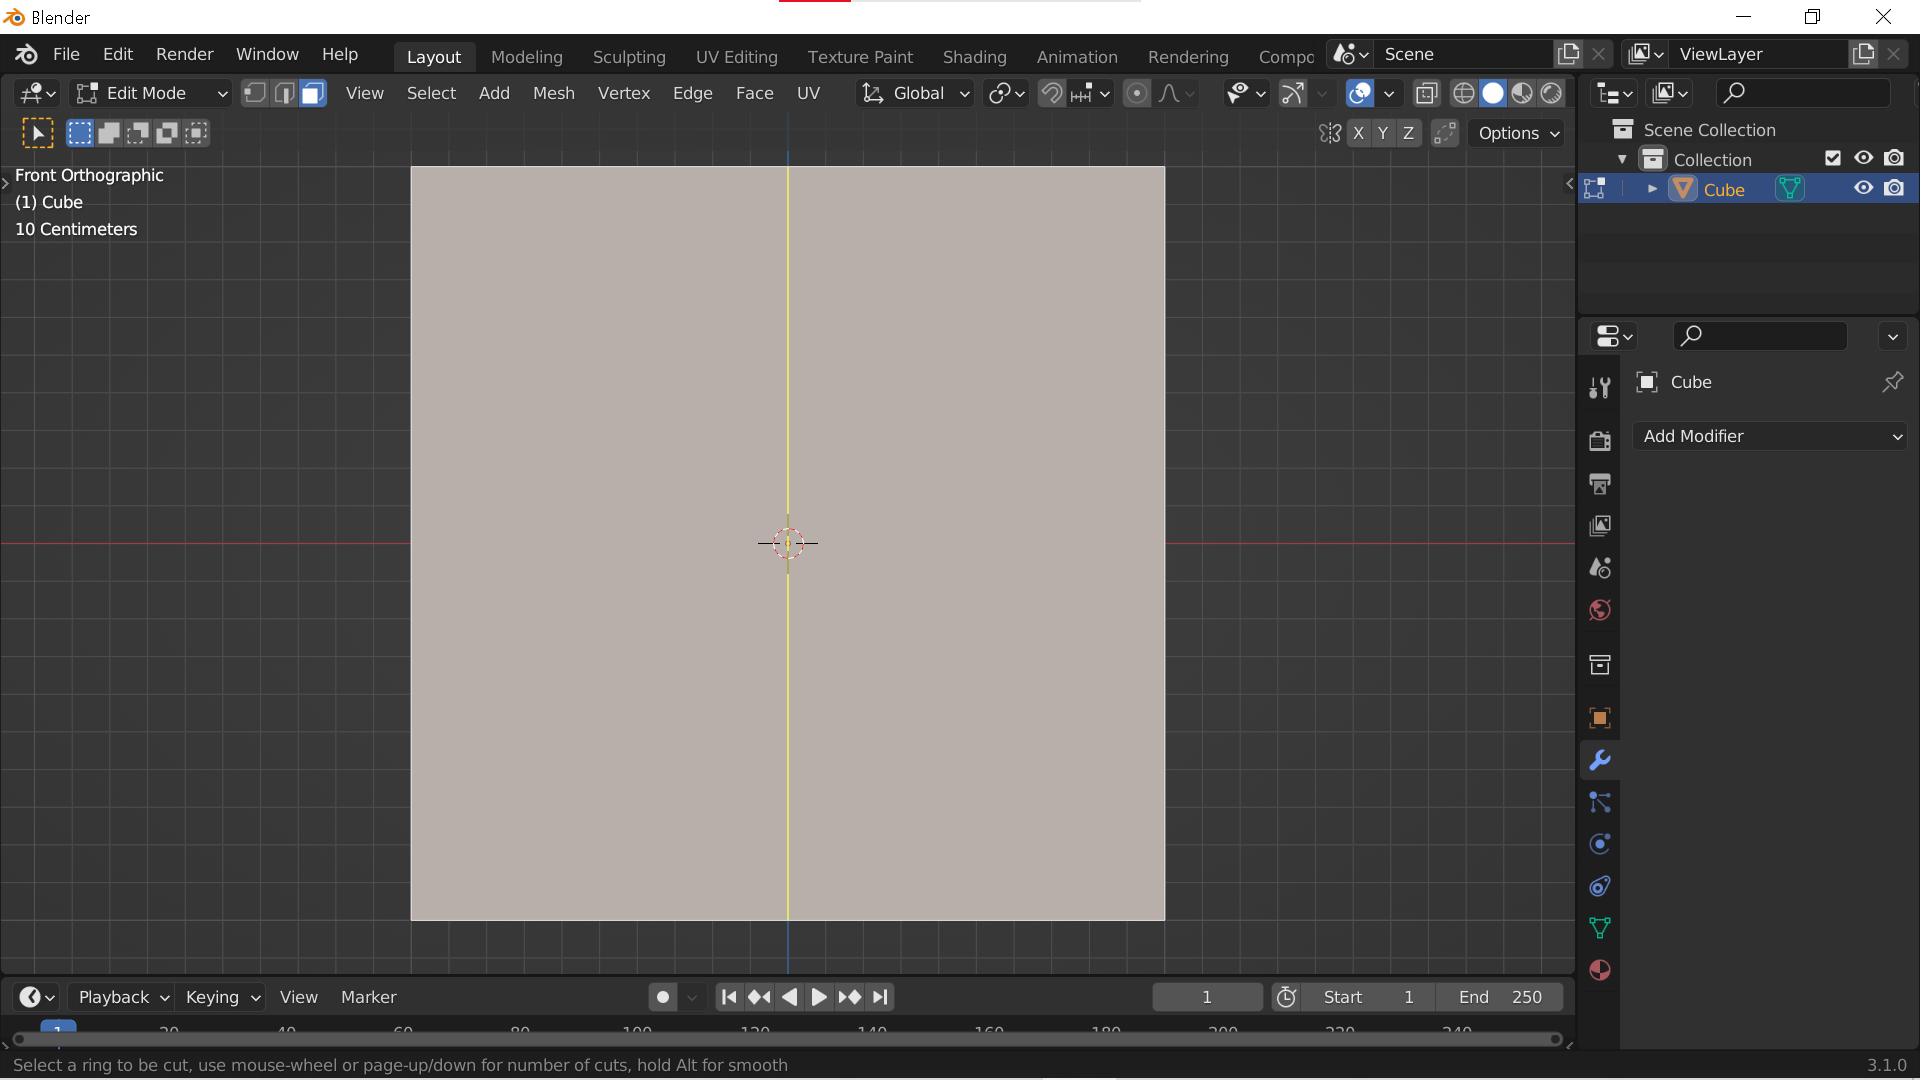 Blender
File Edit Render Window Help Layout Modeling Sculpting UV Editing Texture Paint Shading Animation Rendering Compo Scene ViewLayer
Edit Mode View Select Add Mesh Vertex Edge Face UV Global
X Y Z Options
Front Orthographic
(1) Cube
10 Centimeters
Scene Collection
Collection
Cube
Cube
Add Modifier
Playback Keying View Marker 1 Start 1 End 250
1 20 40 60 80 100 120 140 160 180 200 220 240
Select a ring to be cut, use mouse-wheel or page-up/down for number of cuts, hold Alt for smooth 3.1.0